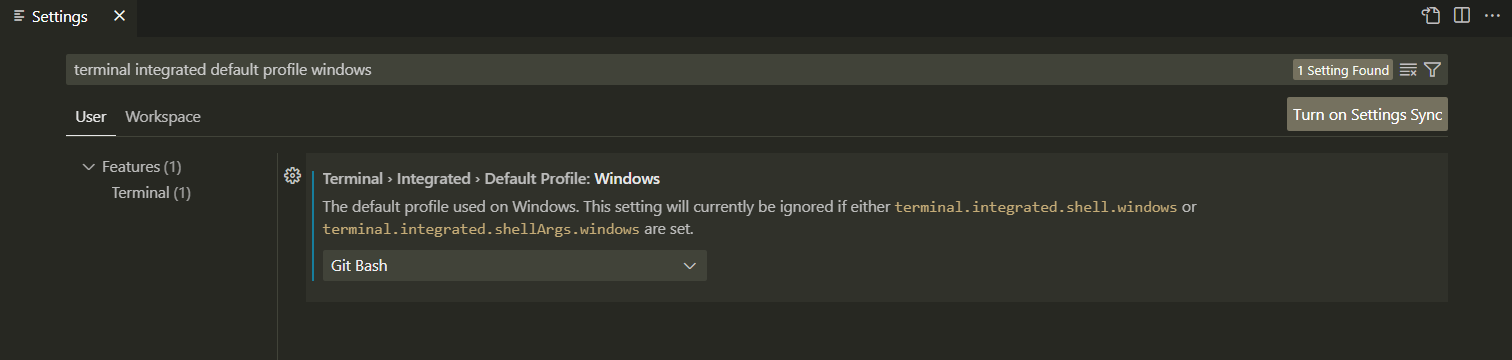 Settings
terminal integrated default profile windows
1 Setting Found
User Workspace
Turn on Settings Sync
Features (1)
Terminal (1)
Terminal › Integrated › Default Profile: Windows
The default profile used on Windows. This setting will currently be ignored if either terminal.integrated.shell.windows or
terminal.integrated.shellArgs.windows are set.
Git Bash